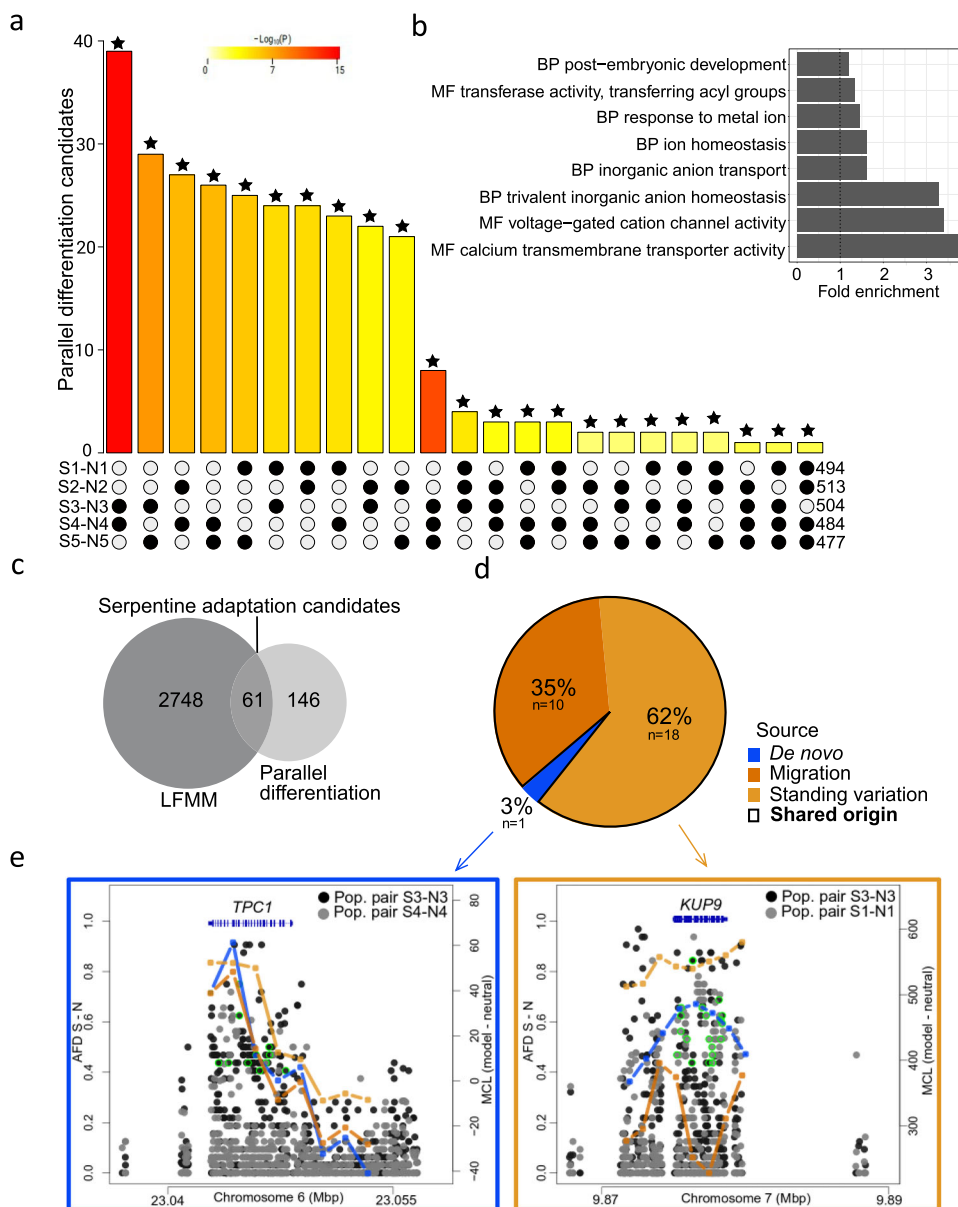 a
−Log₁₀(P)
0 7 15
Parallel differentiation candidates
40
30
20
10
0
S1-N1 494
S2-N2 513
S3-N3 504
S4-N4 484
S5-N5 477
b
BP post−embryonic development
MF transferase activity, transferring acyl groups
BP response to metal ion
BP ion homeostasis
BP inorganic anion transport
BP trivalent inorganic anion homeostasis
MF voltage−gated cation channel activity
MF calcium transmembrane transporter activity
0 1 2 3
Fold enrichment
c
Serpentine adaptation candidates
2748 61 146
LFMM
Parallel
differentiation
d
35%
n=10
62%
n=18
3%
n=1
Source
De novo
Migration
Standing variation
Shared origin
e
Pop. pair S3-N3
Pop. pair S4-N4
TPC1
AFD S - N
1.0
0.8
0.6
0.4
0.2
0.0
80
60
40
20
0
−20
−40
MCL (model - neutral)
23.04 Chromosome 6 (Mbp) 23.055
Pop. pair S3-N3
Pop. pair S1-N1
KUP9
AFD S - N
1.0
0.8
0.6
0.4
0.2
0.0
600
500
400
300
MCL (model - neutral)
9.87 Chromosome 7 (Mbp) 9.89